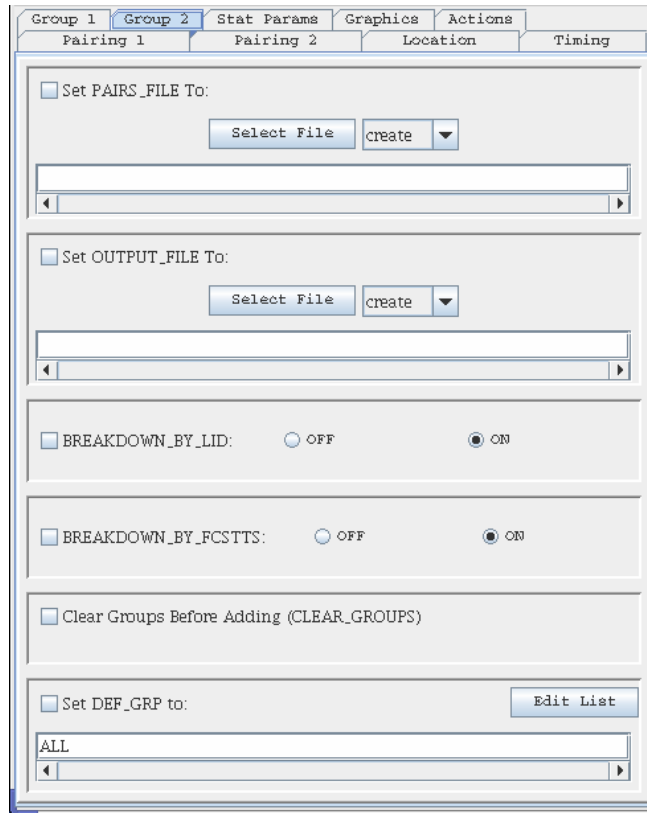 Group 1 Group 2 Stat Params Graphics Actions
Pairing 1 Pairing 2 Location Timing
Set PAIRS_FILE To:
Select File create
Set OUTPUT_FILE To:
Select File create
BREAKDOWN_BY_LID: OFF ON
BREAKDOWN_BY_FCSTTS: OFF ON
Clear Groups Before Adding (CLEAR_GROUPS)
Set DEF_GRP to: Edit List
ALL